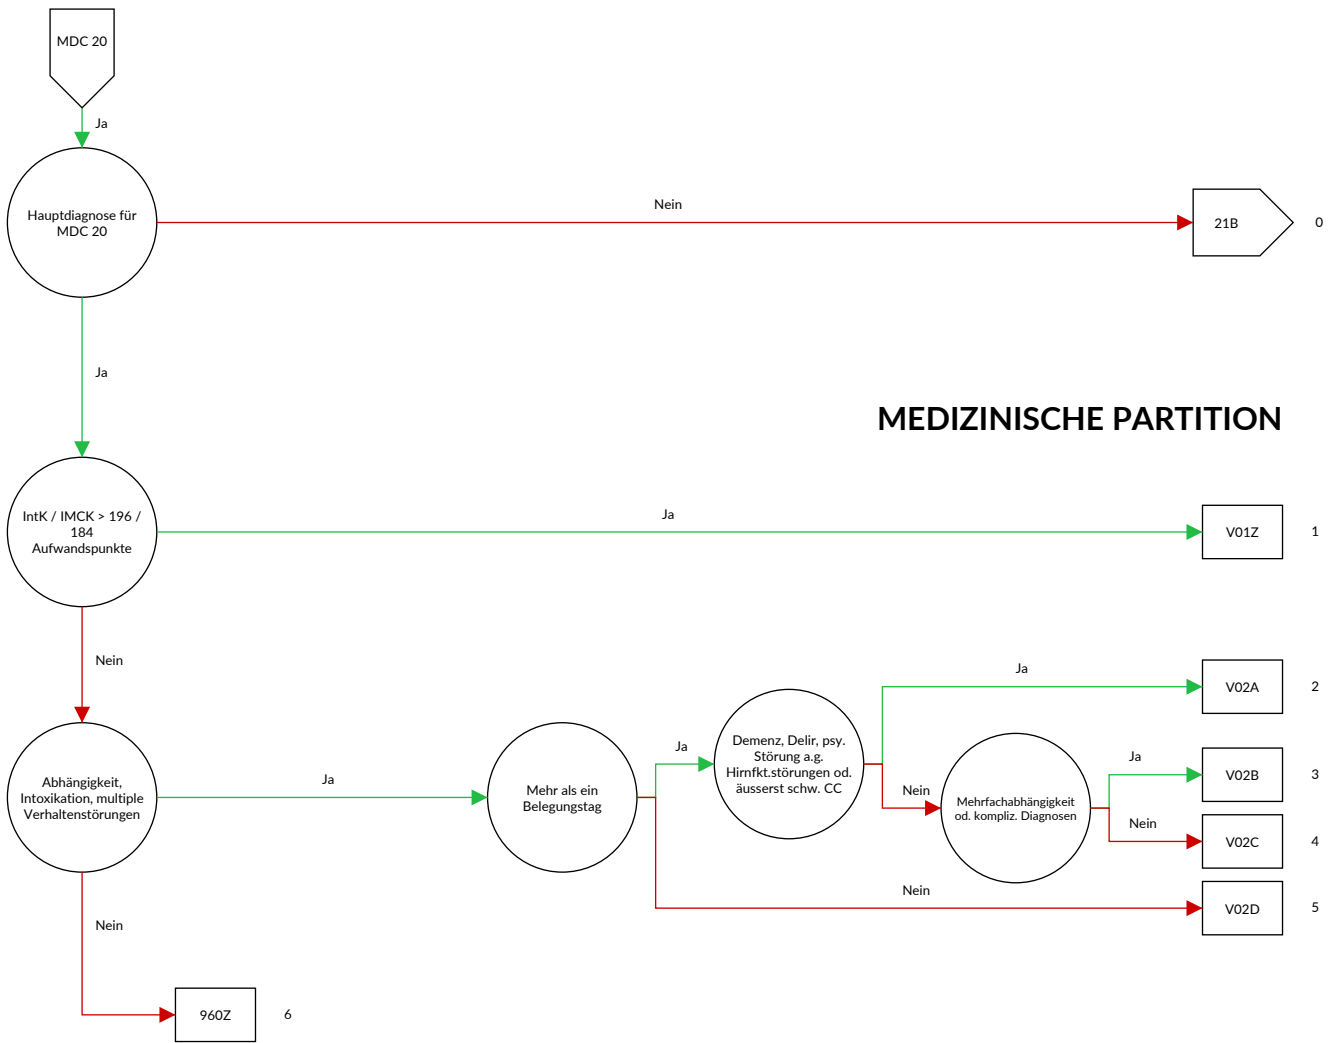 MDC 20
Ja
Hauptdiagnose für
MDC 20
Nein
21B
0
Ja
MEDIZINISCHE PARTITION
IntK / IMCK > 196 /
184
Aufwandspunkte
Ja
V01Z
1
Nein
Abhängigkeit,
Intoxikation, multiple
Verhaltenstörungen
Ja
Mehr als ein
Belegungstag
Ja
Demenz, Delir, psy.
Störung a.g.
Hirnfkt.störungen od.
äusserst schw. CC
Ja
V02A
2
Nein
Mehrfachabhängigkeit
od. kompliz. Diagnosen
Ja
V02B
3
Nein
V02C
4
Nein
V02D
5
Nein
960Z
6